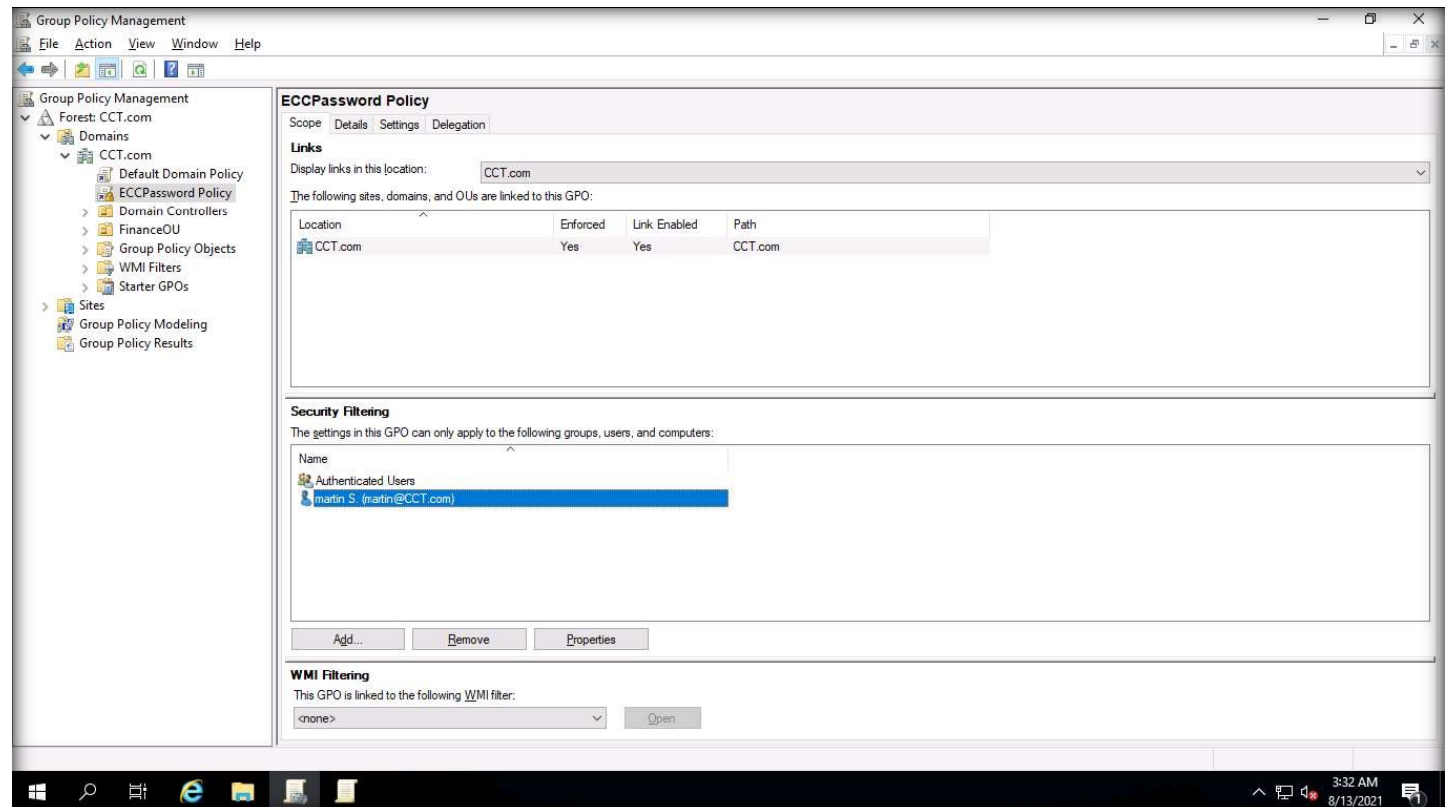 Group Policy Management
File Action View Window Help
Group Policy Management
Forest: CCT.com
Domains
CCT.com
Default Domain Policy
ECCPassword Policy
Domain Controllers
FinanceOU
Group Policy Objects
WMI Filters
Starter GPOs
Sites
Group Policy Modeling
Group Policy Results
ECCPassword Policy
Scope Details Settings Delegation
Links
Display links in this location: CCT.com
The following sites, domains, and OUs are linked to this GPO:
Location Enforced Link Enabled Path
CCT.com Yes Yes CCT.com
Security Filtering
The settings in this GPO can only apply to the following groups, users, and computers:
Name
Authenticated Users
martin S. (martin@CCT.com)
Add... Remove Properties
WMI Filtering
This GPO is linked to the following WMI filter:
<none> Open
3:32 AM
8/13/2021
1